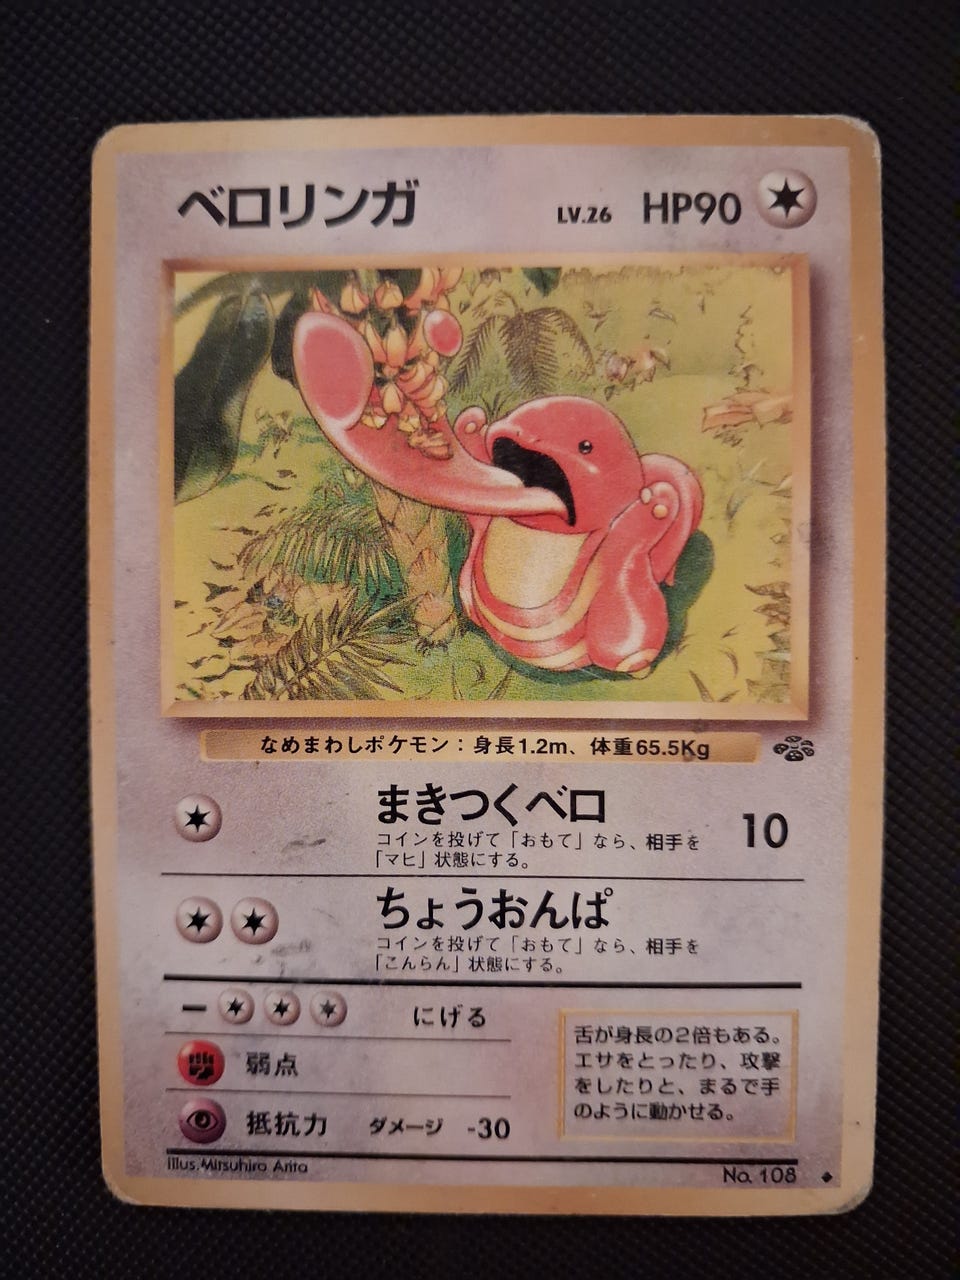 ベロリンガ LV.26 HP90
なめまわしポケモン：身長1.2m、体重65.5Kg
まきつくベロ 10
コインを投げて「おもて」なら、相手を
「マヒ」状態にする。
ちょうおんぱ
コインを投げて「おもて」なら、相手を
「こんらん」状態にする。
ー にげる
弱点
抵抗力 ダメージ -30
舌が身長の2倍もある。
エサをとったり、攻撃
をしたりと、まるで手
のように動かせる。
Illus.Mitsuhiro Arita
No. 108